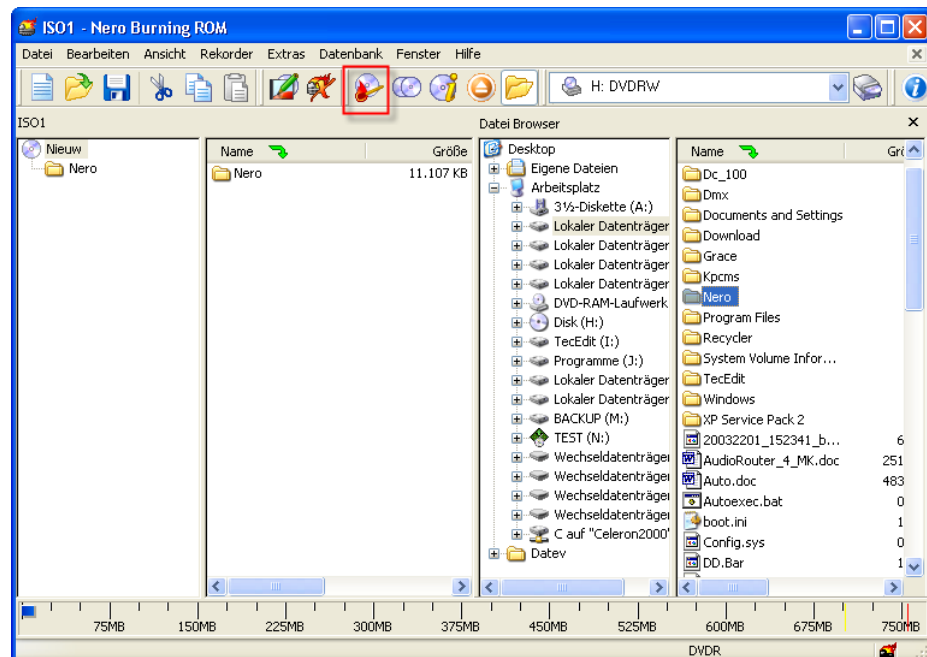 ISO1 - Nero Burning ROM
Datei Bearbeiten Ansicht Rekorder Extras Datenbank Fenster Hilfe
H: DVDRW
ISO1
Nieuw
Nero
Name Größe
Nero 11.107 KB
Datei Browser
Desktop
Eigene Dateien
Arbeitsplatz
3½-Diskette (A:)
Lokaler Datenträger
Lokaler Datenträger
Lokaler Datenträger
Lokaler Datenträger
DVD-RAM-Laufwerk
Disk (H:)
TecEdit (I:)
Programme (J:)
Lokaler Datenträger
Lokaler Datenträger
BACKUP (M:)
TEST (N:)
Wechseldatenträger
Wechseldatenträger
Wechseldatenträger
Wechseldatenträger
C auf "Celeron2000"
Datev
Name Grö
Dc_100
Dmx
Documents and Settings
Download
Grace
Kpcms
Nero
Program Files
Recycler
System Volume Infor...
TecEdit
Windows
XP Service Pack 2
20032201_152341_b... 6
AudioRouter_4_MK.doc 251
Auto.doc 483
Autoexec.bat 0
boot.ini 1
Config.sys 0
DD.Bar 1
75MB 150MB 225MB 300MB 375MB 450MB 525MB 600MB 675MB 750MB
DVDR